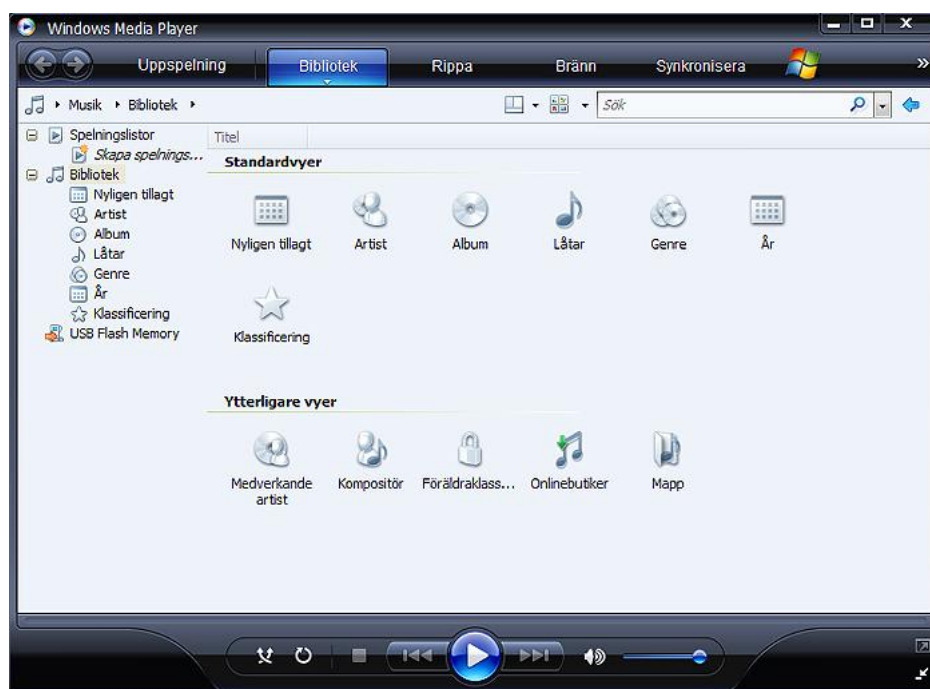 Windows Media Player
Uppspelning Bibliotek Rippa Bränn Synkronisera »
Musik Bibliotek Sök
Spelningslistor
Skapa spelnings...
Bibliotek
Nyligen tillagt
Artist
Album
Låtar
Genre
År
Klassificering
USB Flash Memory
Titel
Standardvyer
Nyligen tillagt Artist Album Låtar Genre År
Klassificering
Ytterligare vyer
Medverkande artist Kompositör Föräldraklass... Onlinebutiker Mapp